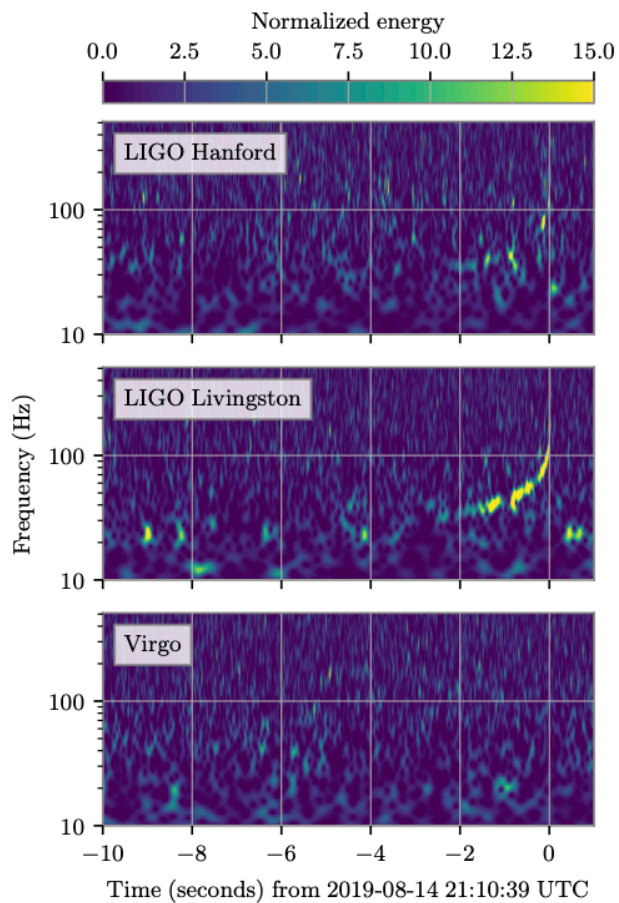 Normalized energy
0.0 2.5 5.0 7.5 10.0 12.5 15.0
LIGO Hanford
100
10
LIGO Livingston
100
10
Frequency (Hz)
Virgo
100
10
−10 −8 −6 −4 −2 0
Time (seconds) from 2019-08-14 21:10:39 UTC